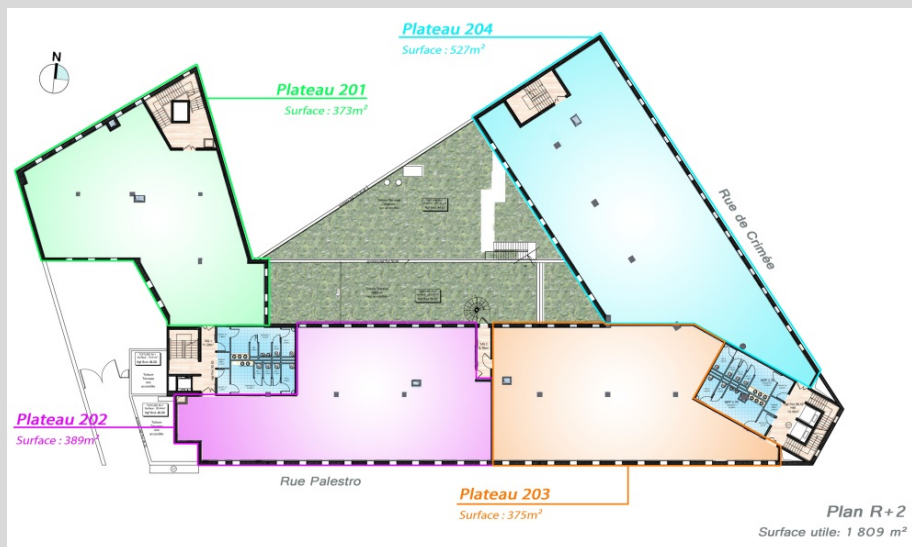 Plateau 204
Surface : 527m²
N
Plateau 201
Surface : 373m²
Rue de Crimée
Plateau 202
Surface : 389m²
Rue Palestro
Plateau 203
Surface : 375m²
Plan R+2
Surface utile: 1 809 m²